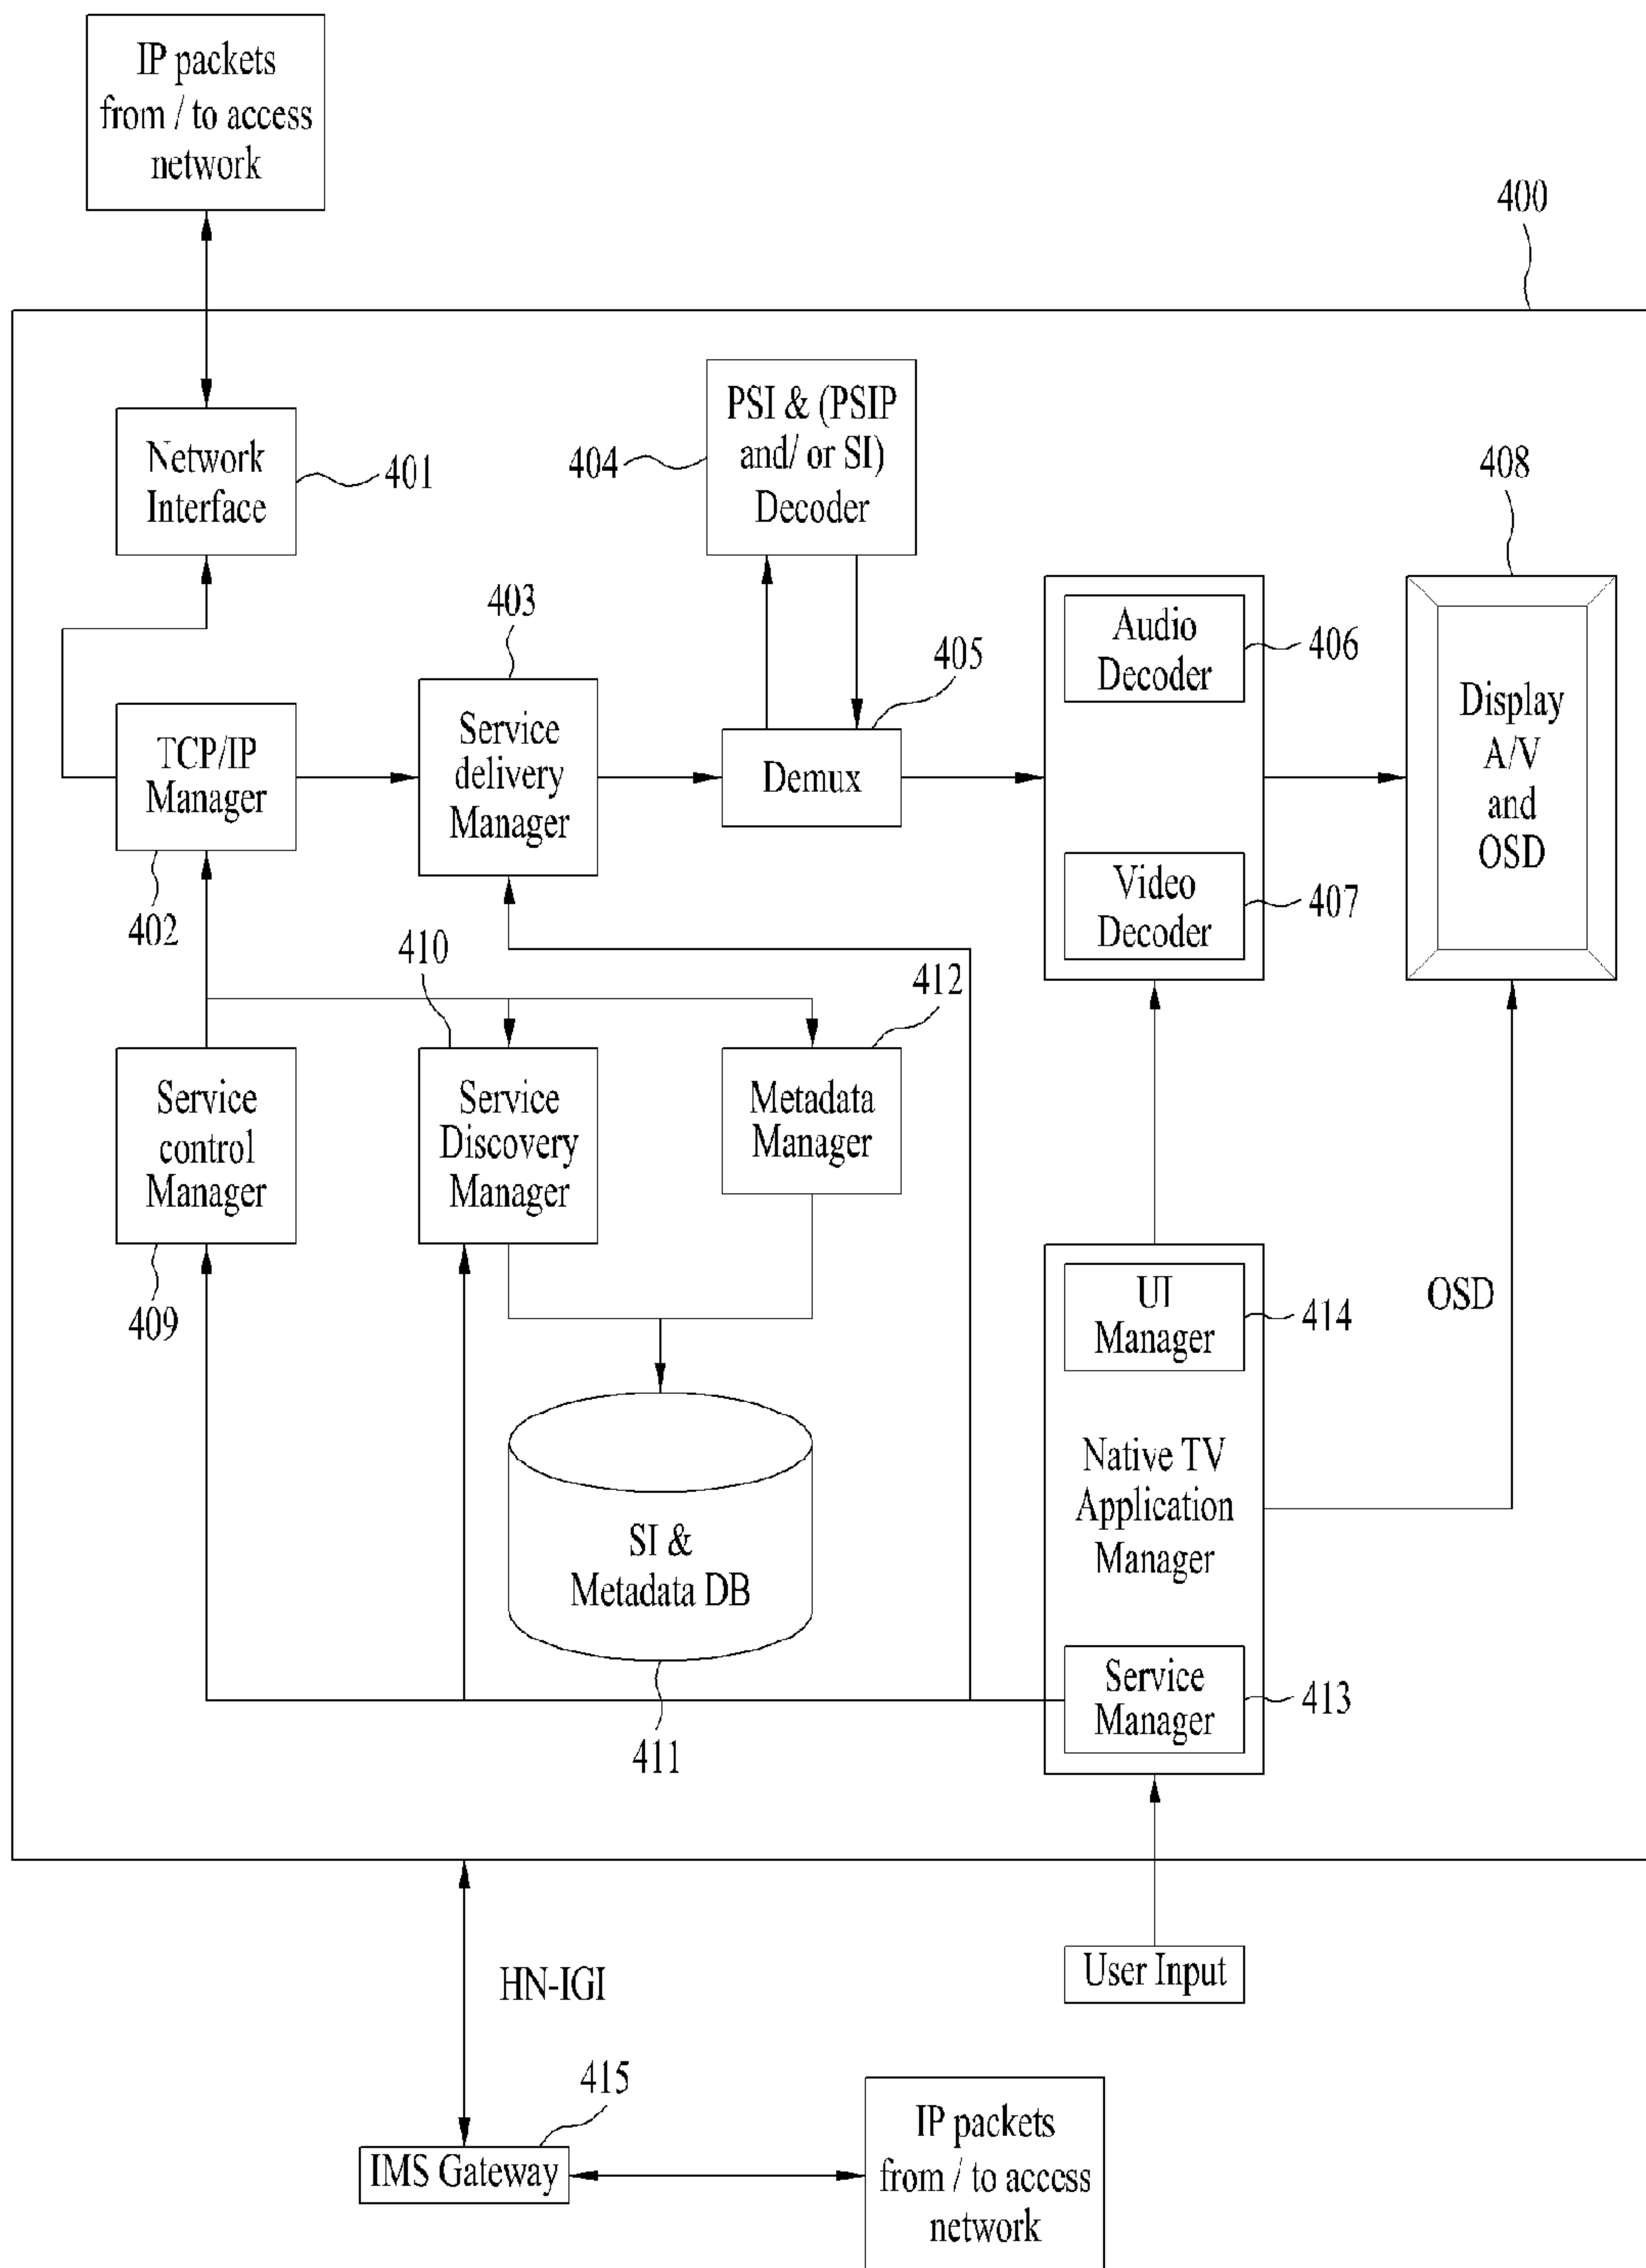 IP packets
from / to access
network
400
Network
Interface
401
PSI & (PSIP
and/ or SI)
Decoder
404
408
403
Audio
Decoder
406
405
TCP/IP
Manager
402
Service
delivery
Manager
Demux
Display
A/V
and
OSD
Video
Decoder
407
410
412
Service
control
Manager
409
Service
Discovery
Manager
Metadata
Manager
UI
Manager
414
OSD
SI &
Metadata DB
411
Native TV
Application
Manager
Service
Manager
413
User Input
HN-IGI
415
IMS Gateway
IP packets
from / to access
network